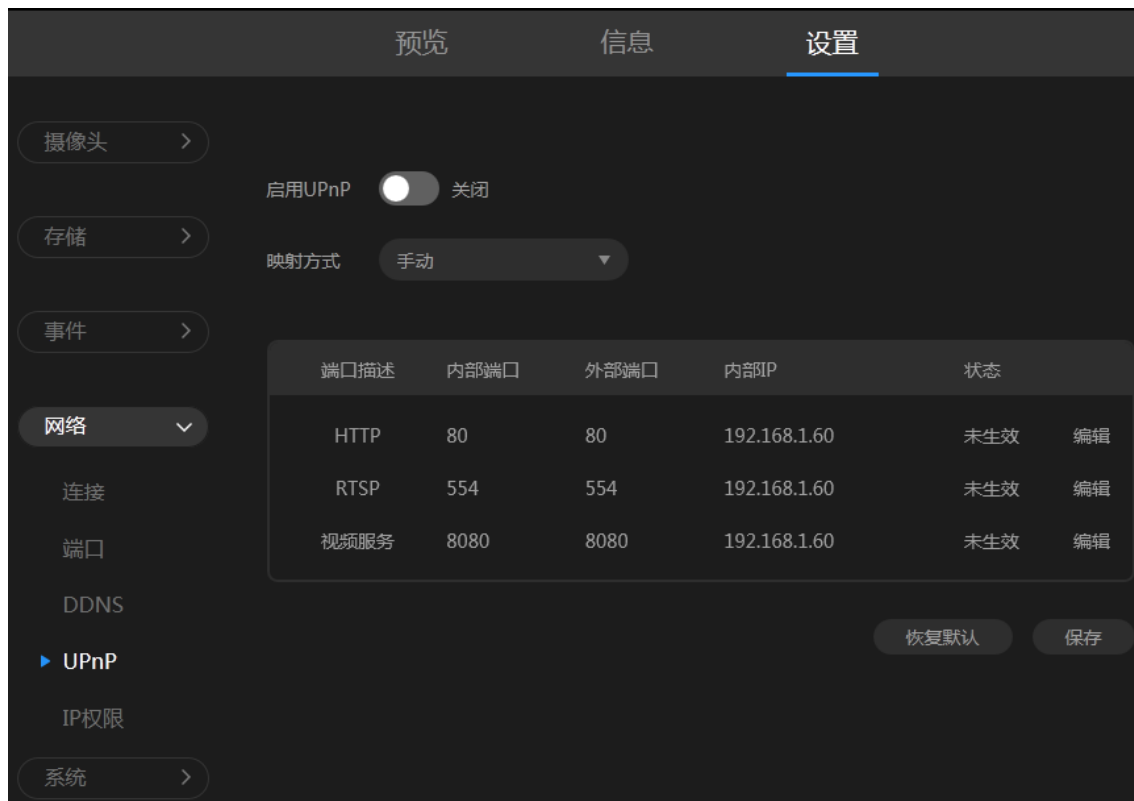 预览 信息 设置
摄像头
启用UPnP 关闭
存储
映射方式 手动
事件
端口描述 内部端口 外部端口 内部IP 状态
网络
HTTP 80 80 192.168.1.60 未生效 编辑
连接
RTSP 554 554 192.168.1.60 未生效 编辑
端口
视频服务 8080 8080 192.168.1.60 未生效 编辑
DDNS
恢复默认 保存
UPnP
IP权限
系统